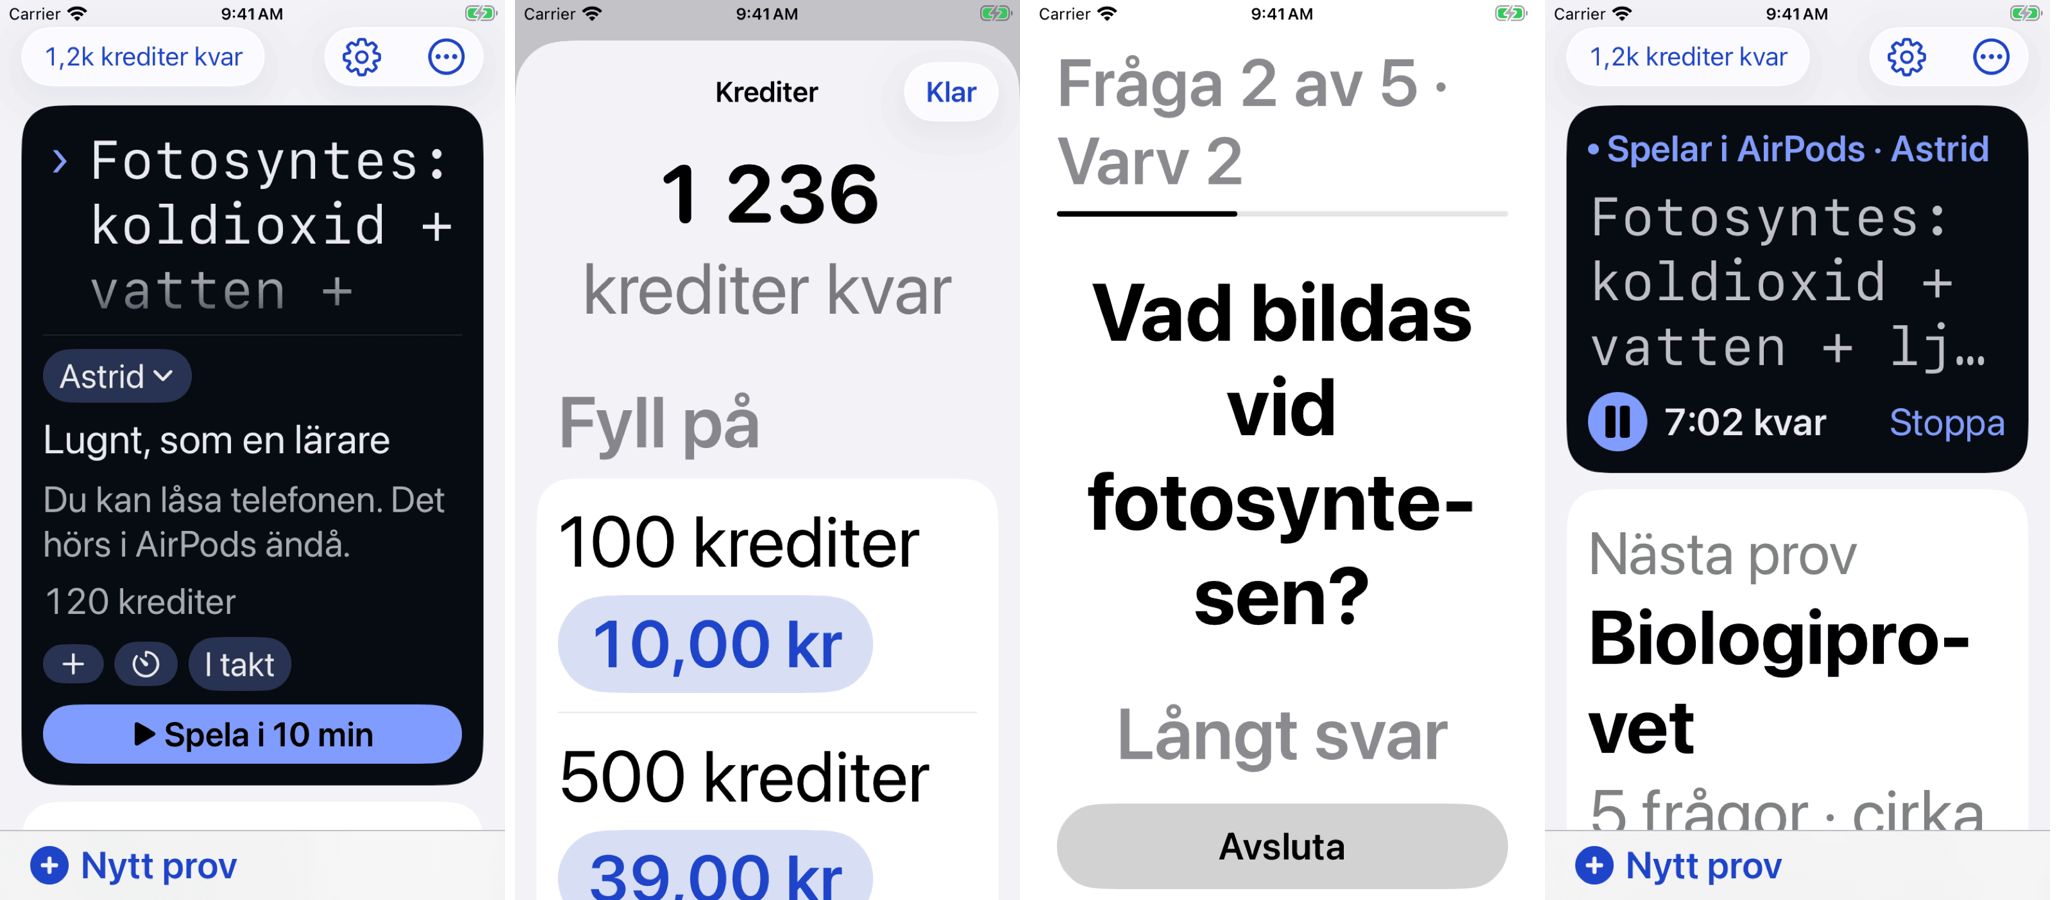 Carrier 9:41 AM
1,2k krediter kvar
› Fotosyntes:
koldioxid +
vatten +
Astrid
Lugnt, som en lärare
Du kan låsa telefonen. Det
hörs i AirPods ändå.
120 krediter
+ I takt
Spela i 10 min
Nytt prov
Carrier 9:41 AM
Krediter Klar
1 236
krediter kvar
Fyll på
100 krediter
10,00 kr
500 krediter
39,00 kr
Carrier 9:41 AM
Fråga 2 av 5 ·
Varv 2
Vad bildas
vid
fotosynte-
sen?
Långt svar
Avsluta
Carrier 9:41 AM
1,2k krediter kvar
• Spelar i AirPods · Astrid
Fotosyntes:
koldioxid +
vatten + lj…
7:02 kvar Stoppa
Nästa prov
Biologipro-
vet
5 frågor · cirka
Nytt prov